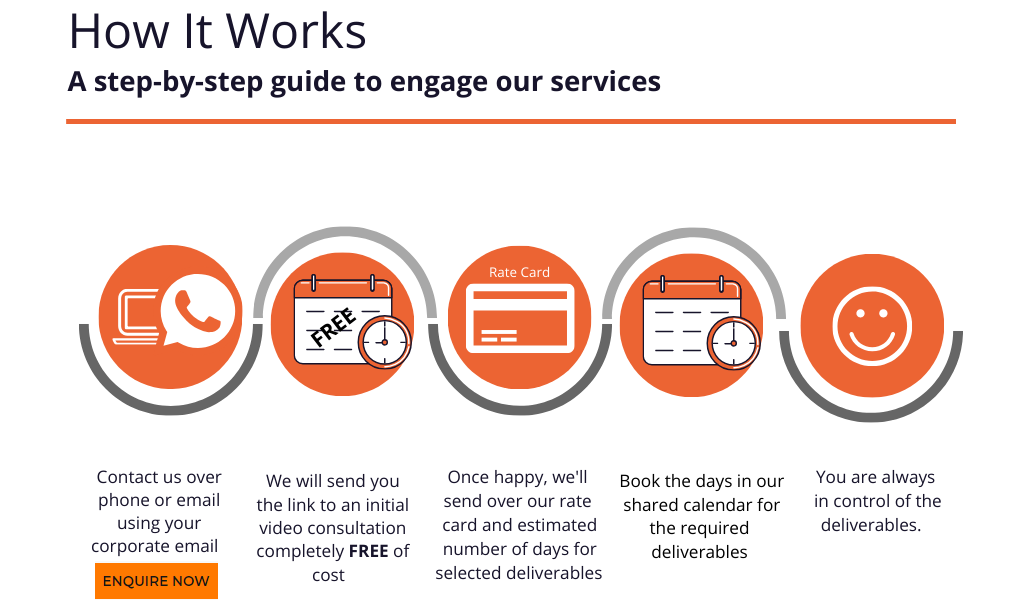 How It Works
A step-by-step guide to engage our services
FREE
Rate Card
Contact us over
phone or email
using your
corporate email
ENQUIRE NOW
We will send you
the link to an initial
video consultation
completely FREE of
cost
Once happy, we'll
send over our rate
card and estimated
number of days for
selected deliverables
Book the days in our
shared calendar for
the required
deliverables
You are always
in control of the
deliverables.